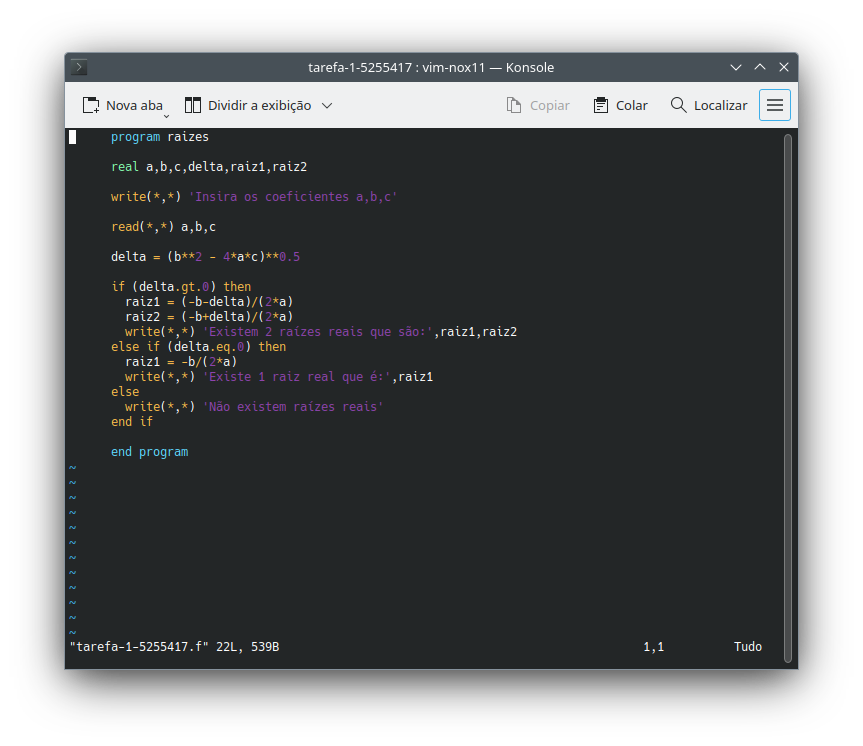 tarefa-1-5255417 : vim-nox11 — Konsole
Nova aba Dividir a exibição Copiar Colar Localizar
program raizes
real a,b,c,delta,raiz1,raiz2
write(*,*) 'Insira os coeficientes a,b,c'
read(*,*) a,b,c
delta = (b**2 - 4*a*c)**0.5
if (delta.gt.0) then
raiz1 = (-b-delta)/(2*a)
raiz2 = (-b+delta)/(2*a)
write(*,*) 'Existem 2 raízes reais que são:',raiz1,raiz2
else if (delta.eq.0) then
raiz1 = -b/(2*a)
write(*,*) 'Existe 1 raiz real que é:',raiz1
else
write(*,*) 'Não existem raízes reais'
end if
end program
~
~
~
~
~
~
~
~
~
~
~
~
"tarefa-1-5255417.f" 22L, 539B 1,1 Tudo